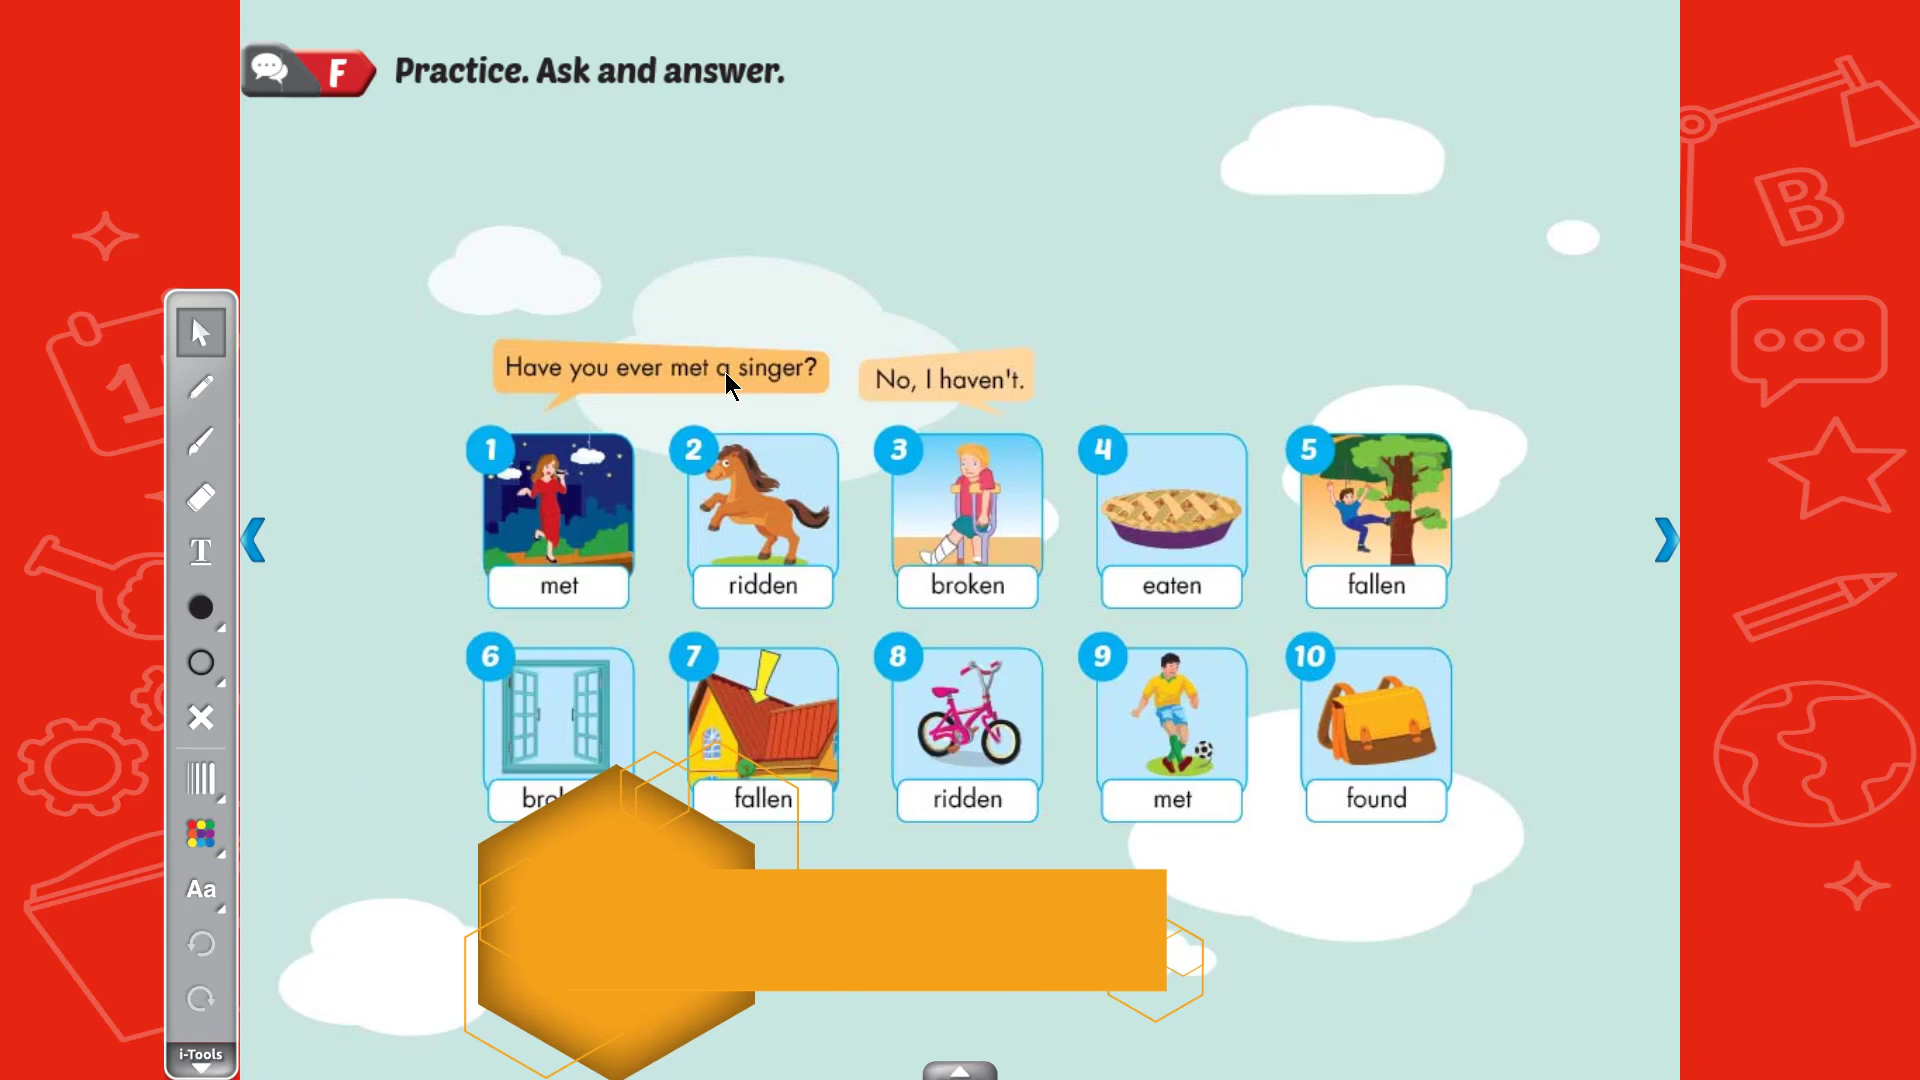 F Practice. Ask and answer.
Have you ever met a singer?
No, I haven't.
1 2 3 4 5
met ridden broken eaten fallen
6 7 8 9 10
fallen ridden met found
T
Aa
i-Tools
1
B